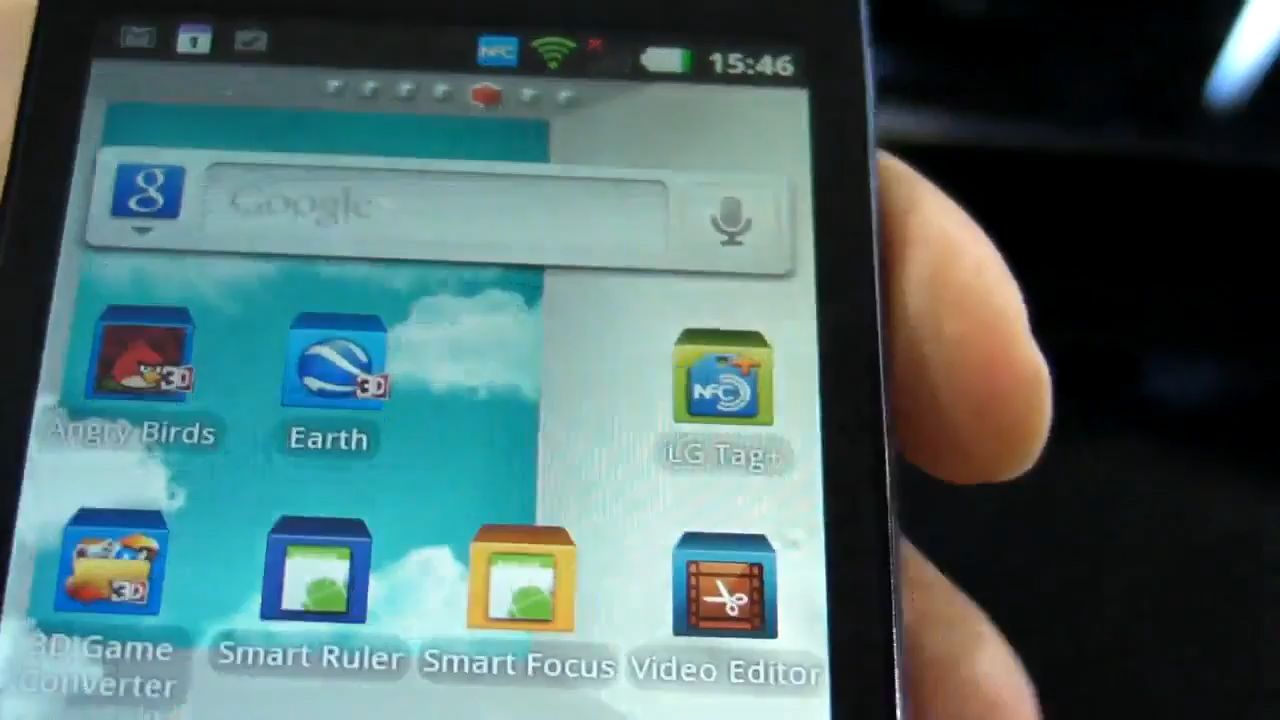 NFC 15:46
8 Google
3D 3D NFC
Angry Birds Earth LG Tag+
3D
3D Game Smart Ruler Smart Focus Video Editor
Converter